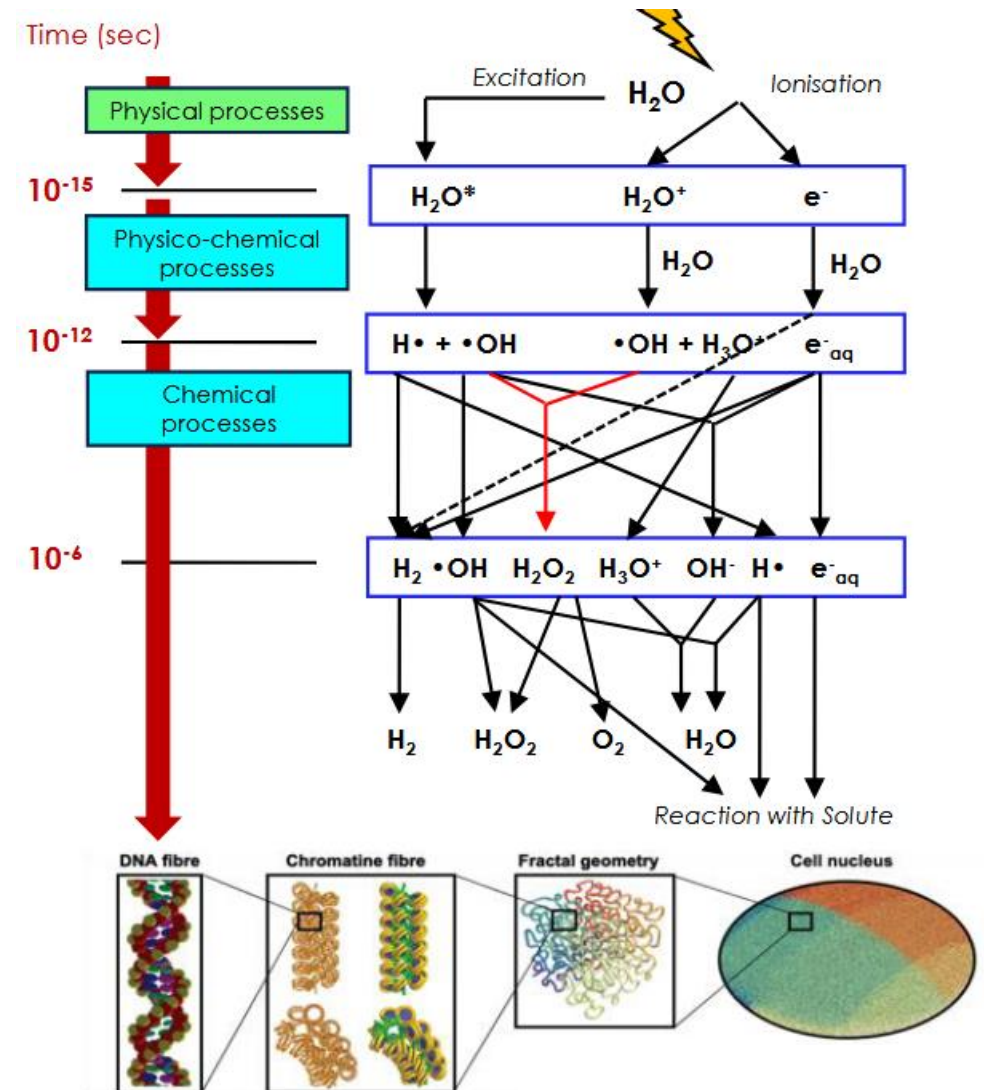 Time (sec)
Excitation
H₂O
Ionisation
Physical processes
10⁻¹⁵
H₂O* H₂O⁺ e⁻
Physico-chemical
processes
H₂O H₂O
10⁻¹²
H• + •OH •OH + H₃O⁺ e⁻aq
Chemical
processes
10⁻⁶
H₂ •OH H₂O₂ H₃O⁺ OH⁻ H• e⁻aq
H₂ H₂O₂ O₂ H₂O
Reaction with Solute
DNA fibre Chromatine fibre Fractal geometry Cell nucleus